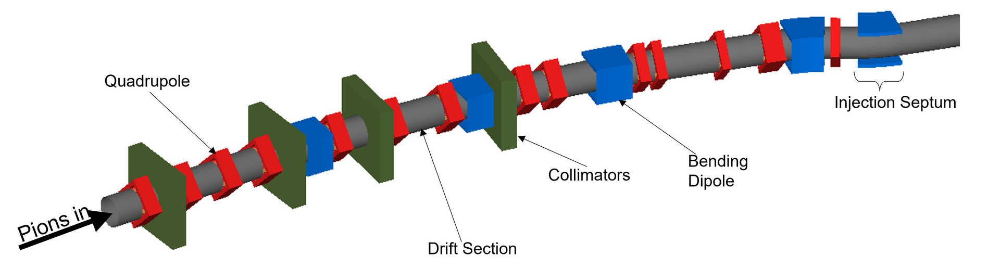 Quadrupole
Injection Septum
Bending
Dipole
Collimators
Pions in
Drift Section